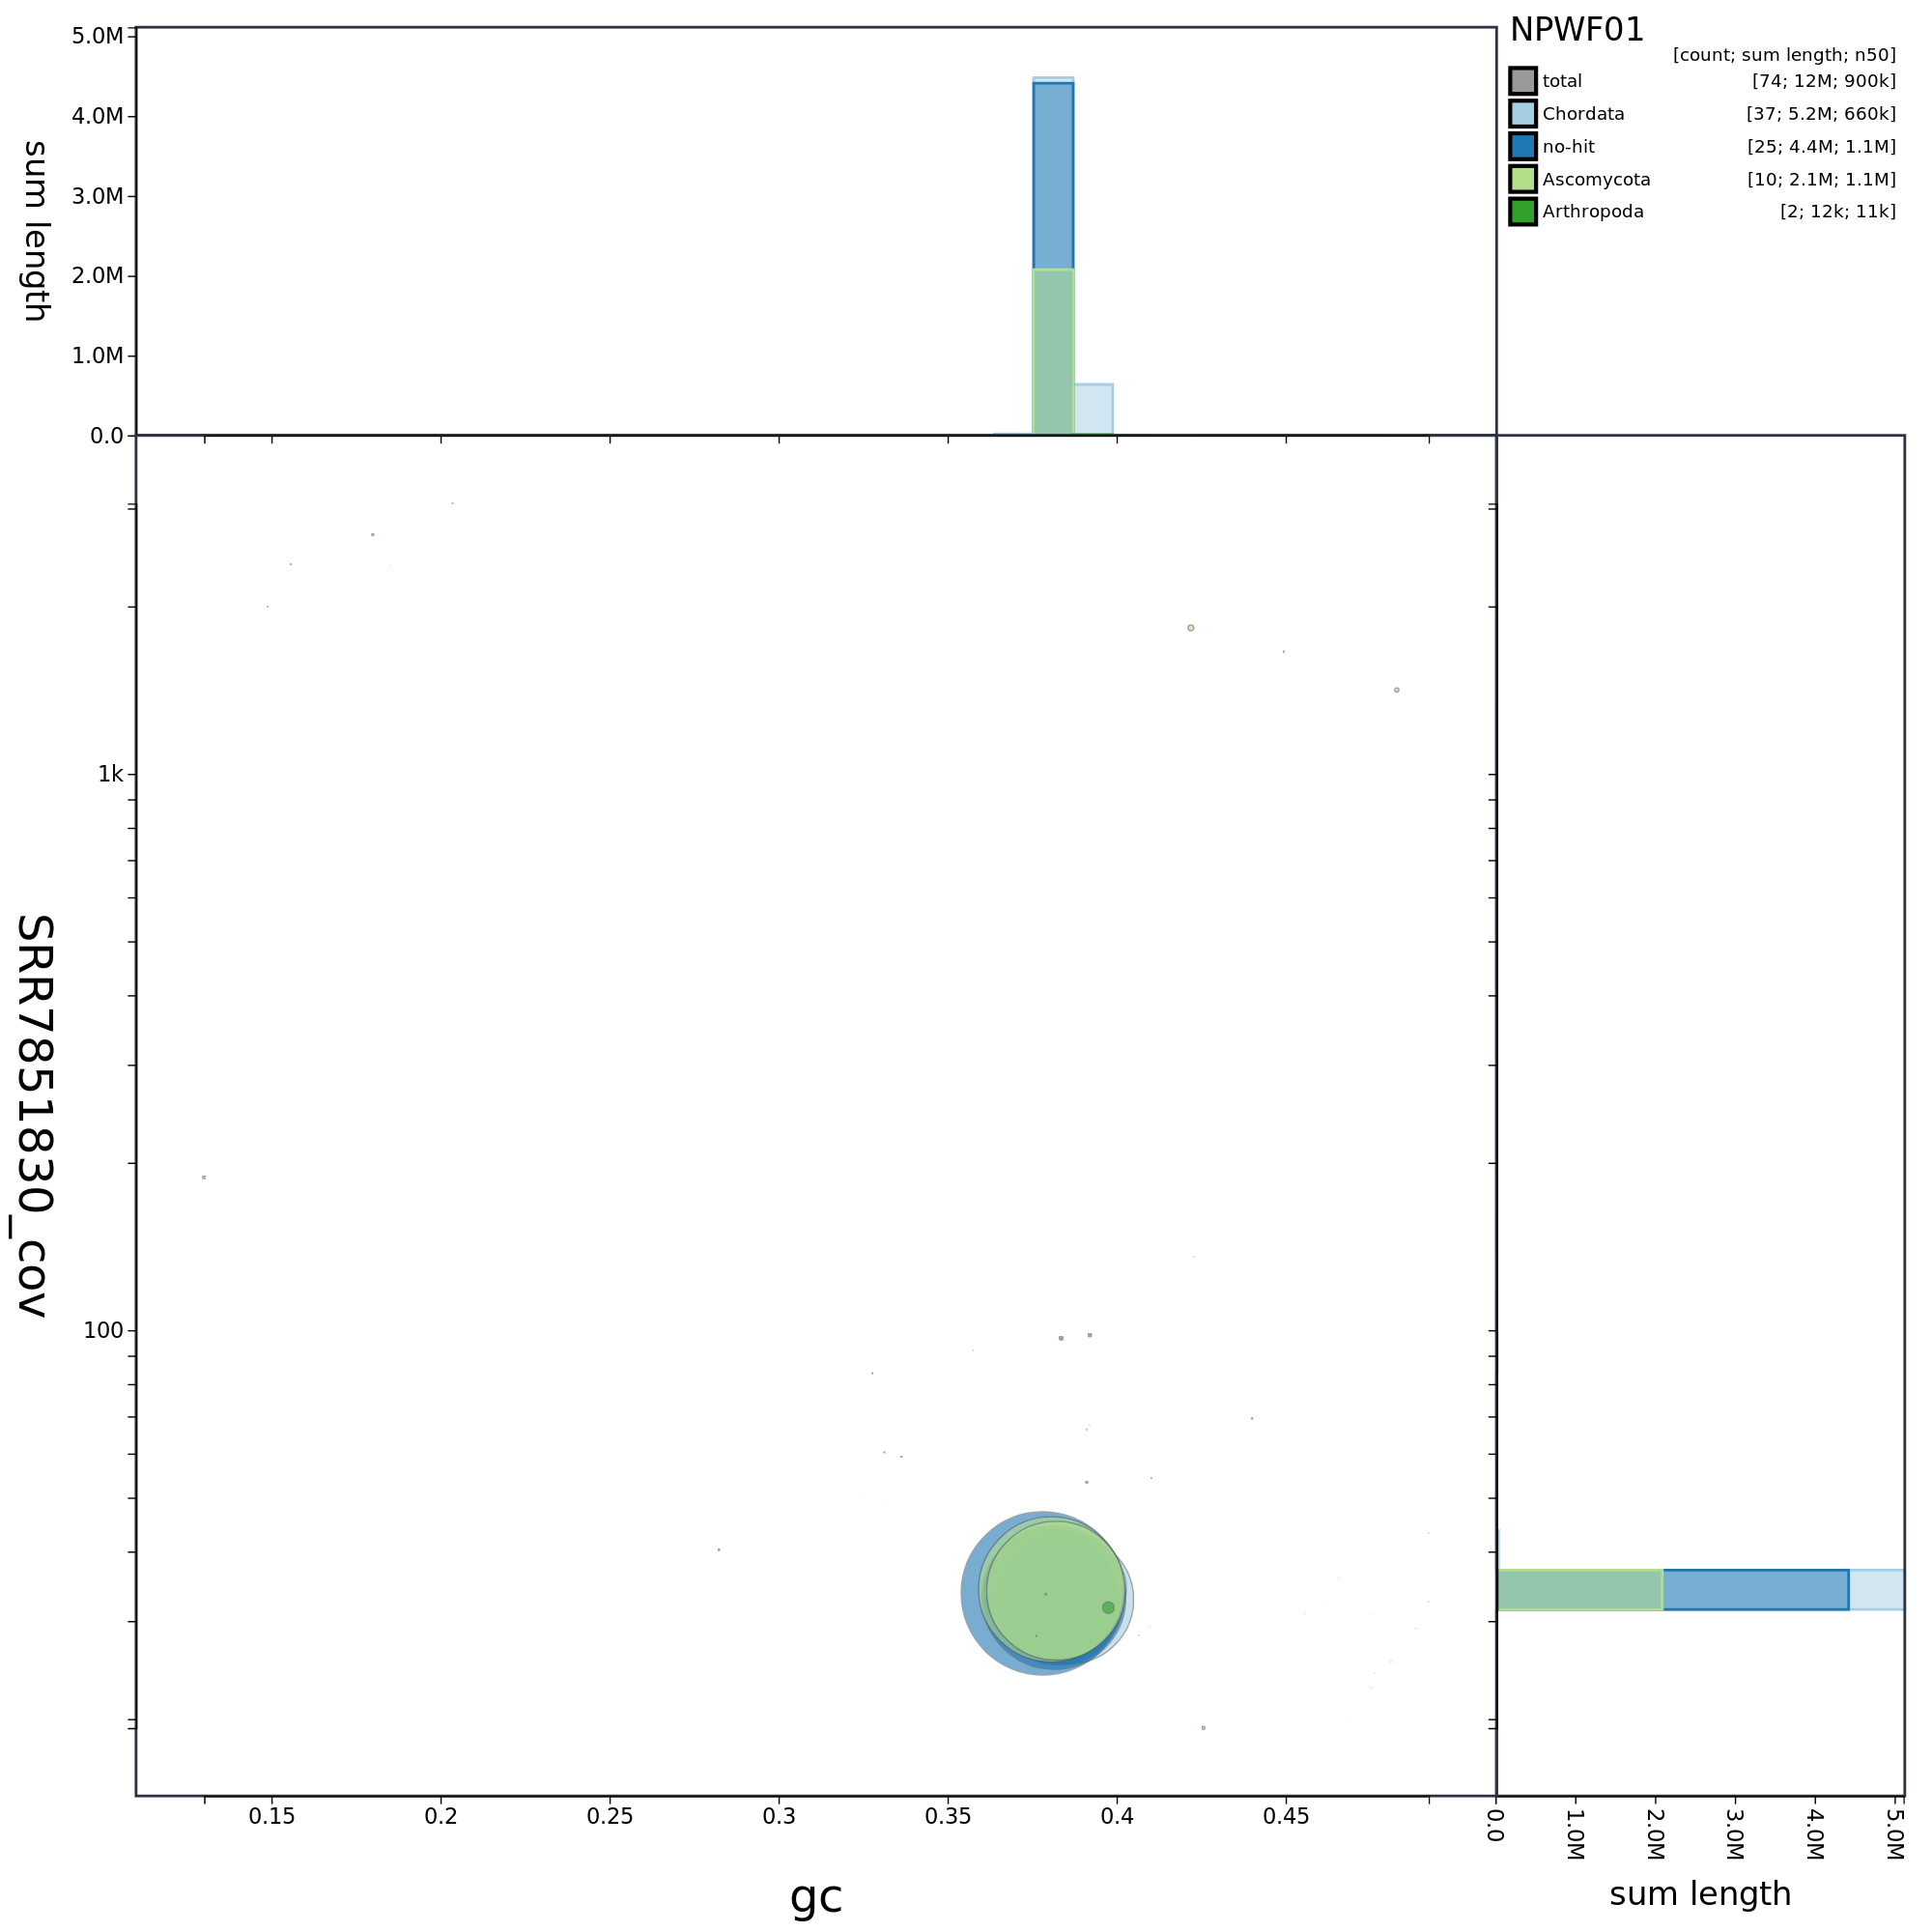 NPWF01
[count; sum length; n50]
total [74; 12M; 900k]
Chordata [37; 5.2M; 660k]
no-hit [25; 4.4M; 1.1M]
Ascomycota [10; 2.1M; 1.1M]
Arthropoda [2; 12k; 11k]
5.0M
4.0M
3.0M
2.0M
1.0M
0.0
sum length
1k
100
SRR7851830_cov
0.15 0.2 0.25 0.3 0.35 0.4 0.45
gc
0.0 1.0M 2.0M 3.0M 4.0M 5.0M
sum length